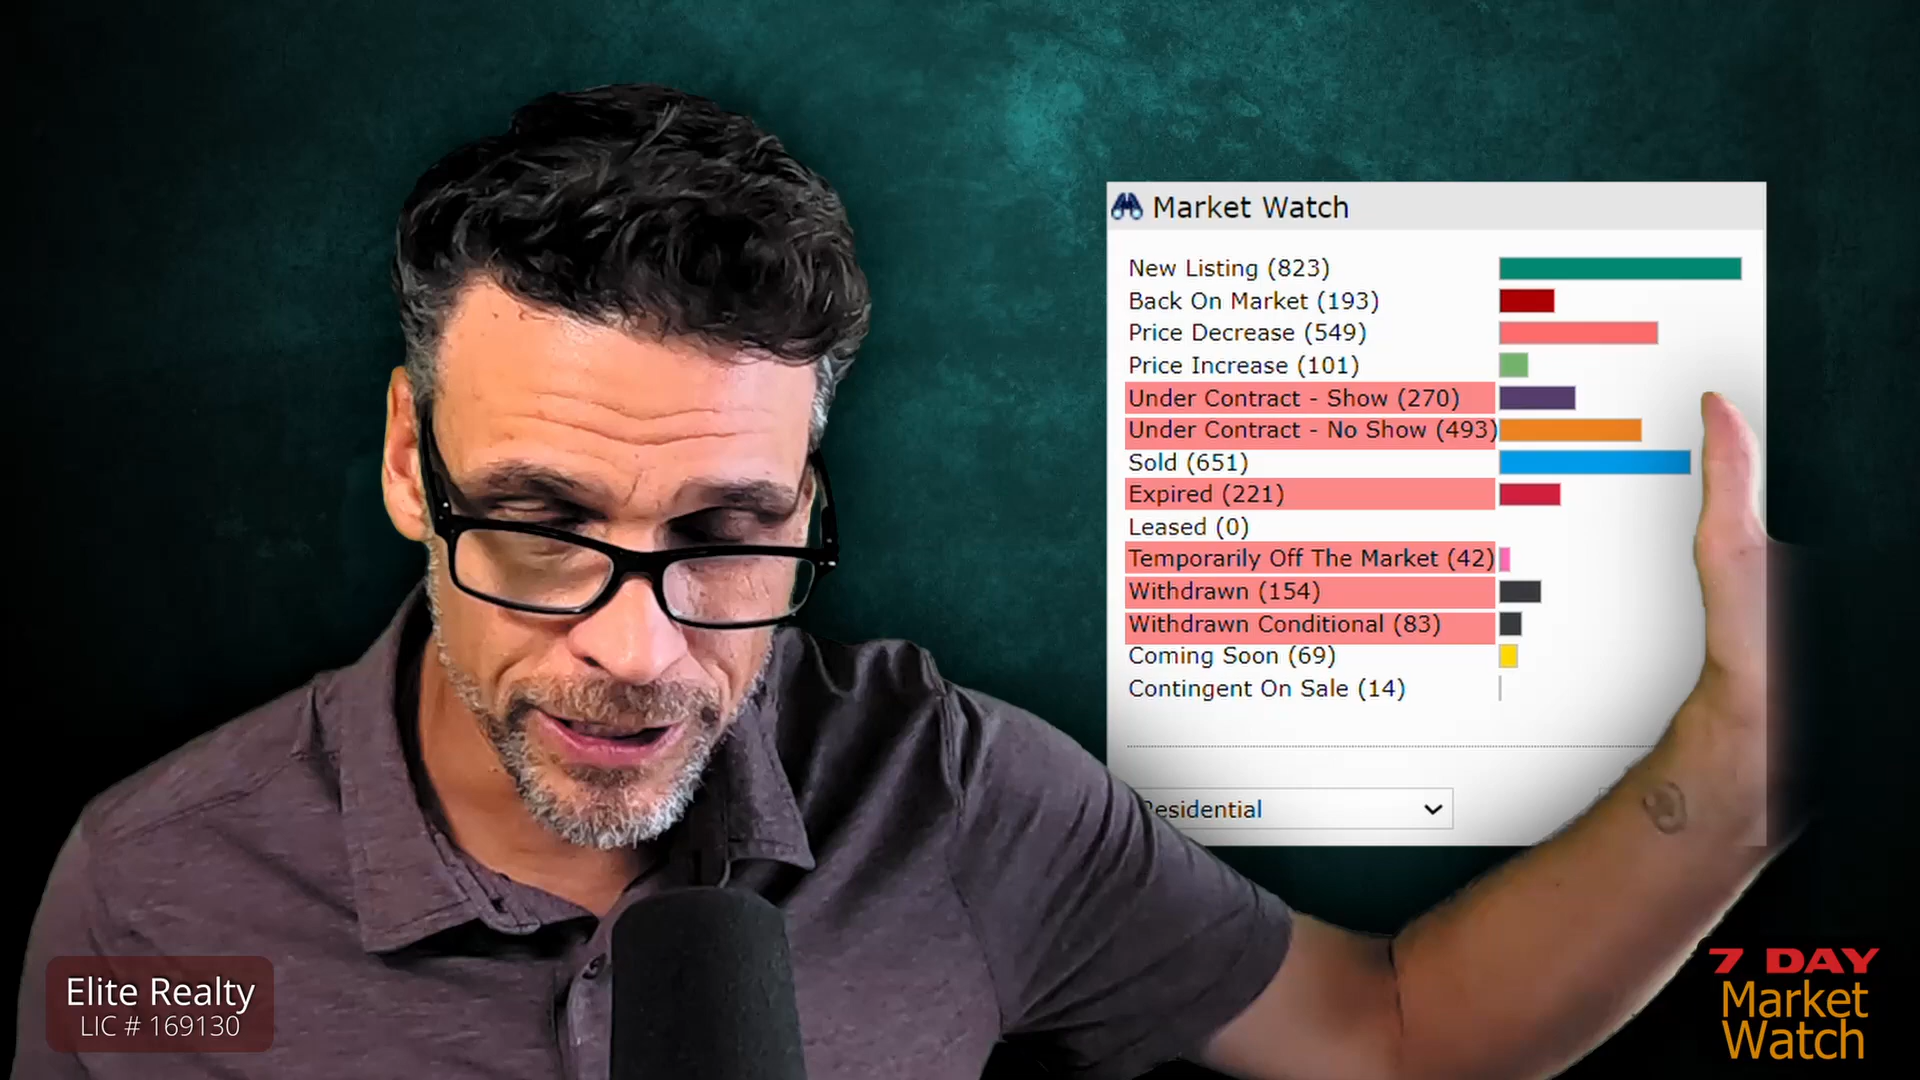 Market Watch
New Listing (823)
Back On Market (193)
Price Decrease (549)
Price Increase (101)
Under Contract - Show (270)
Under Contract - No Show (493)
Sold (651)
Expired (221)
Leased (0)
Temporarily Off The Market (42)
Withdrawn (154)
Withdrawn Conditional (83)
Coming Soon (69)
Contingent On Sale (14)
Residential
Elite Realty
LIC # 169130
7 DAY
Market
Watch